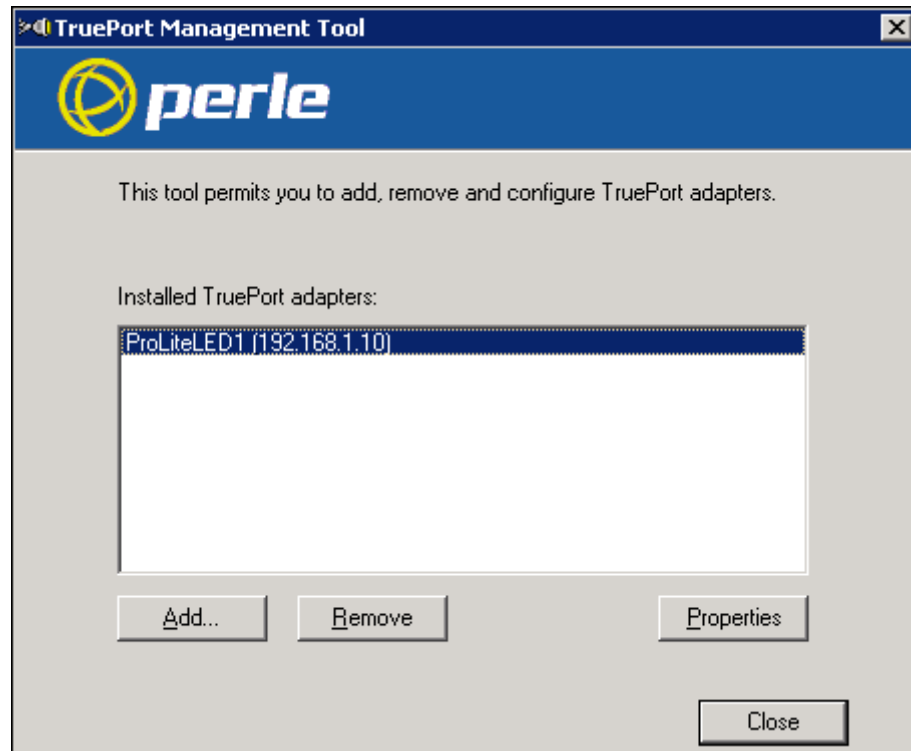 TruePort Management Tool
perle
This tool permits you to add, remove and configure TruePort adapters.
Installed TruePort adapters:
ProLiteLED1 (192.168.1.10)
Add...
Remove
Properties
Close